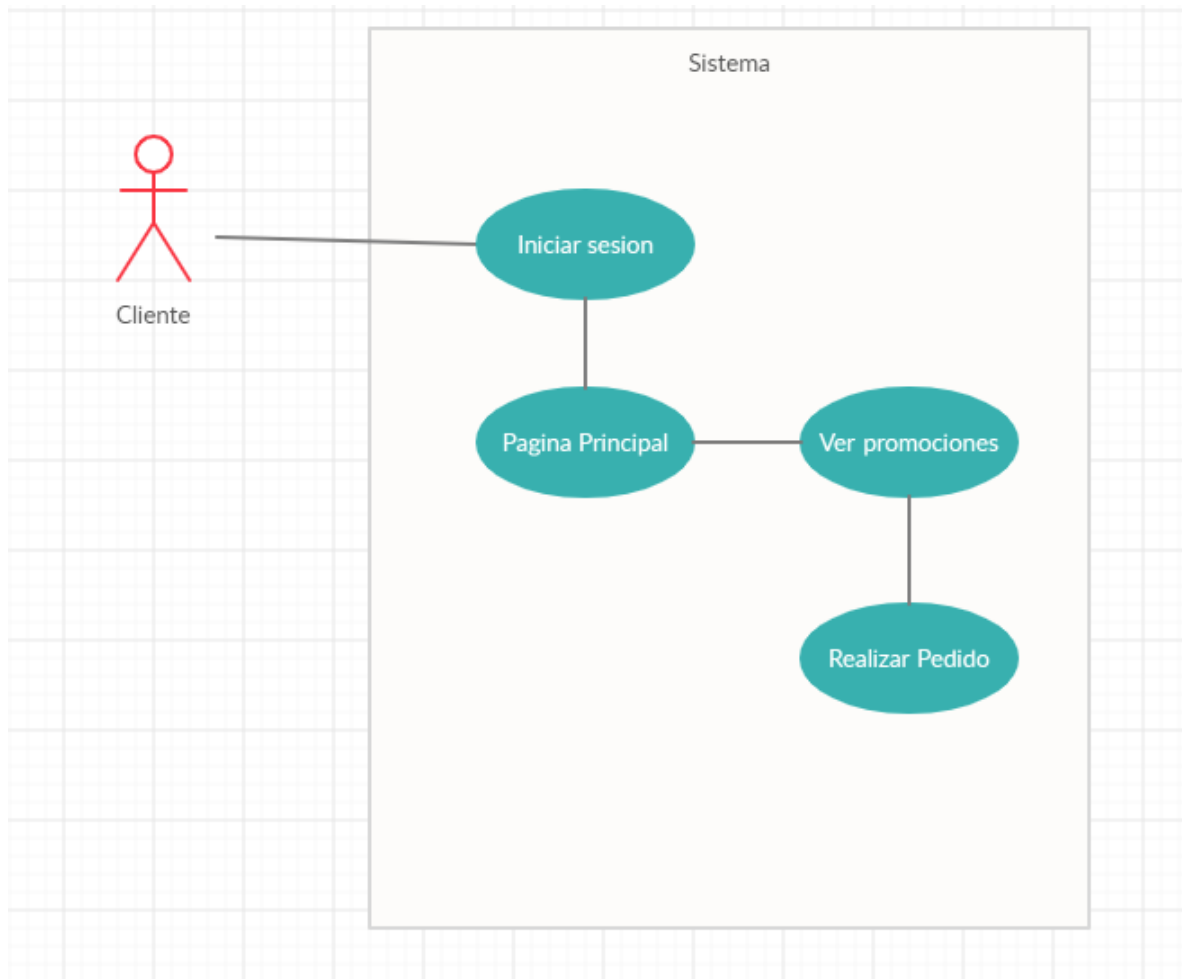 Sistema
Cliente
Iniciar sesion
Pagina Principal
Ver promociones
Realizar Pedido